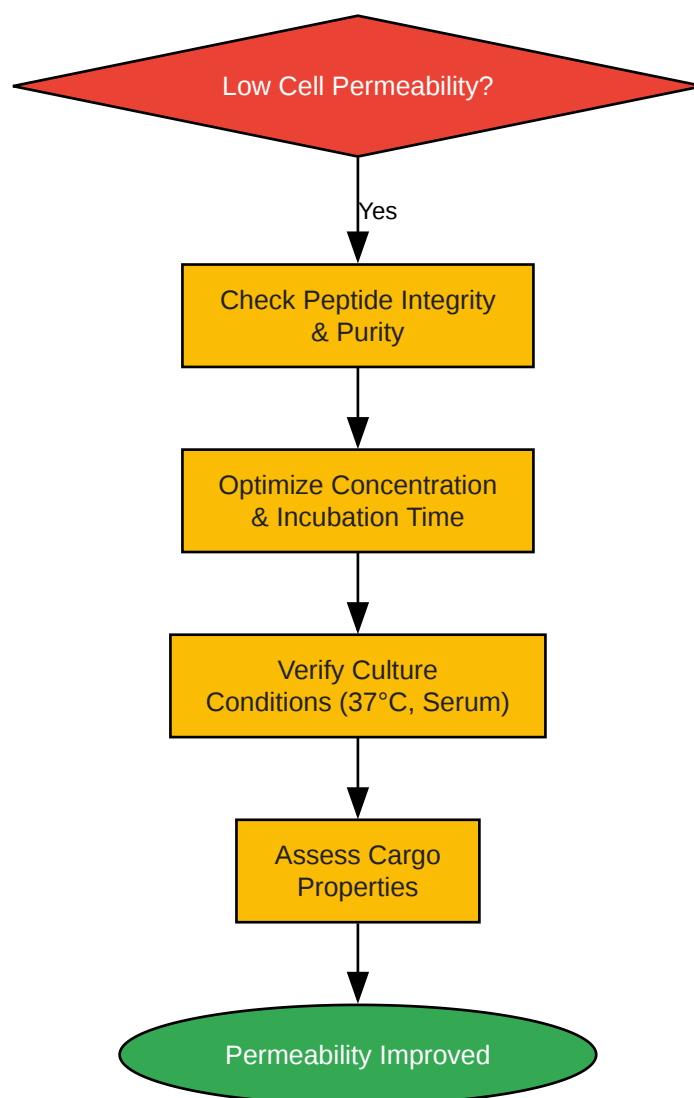 Low Cell Permeability?
Yes
Check Peptide Integrity
& Purity
Optimize Concentration
& Incubation Time
Verify Culture
Conditions (37°C, Serum)
Assess Cargo
Properties
Permeability Improved